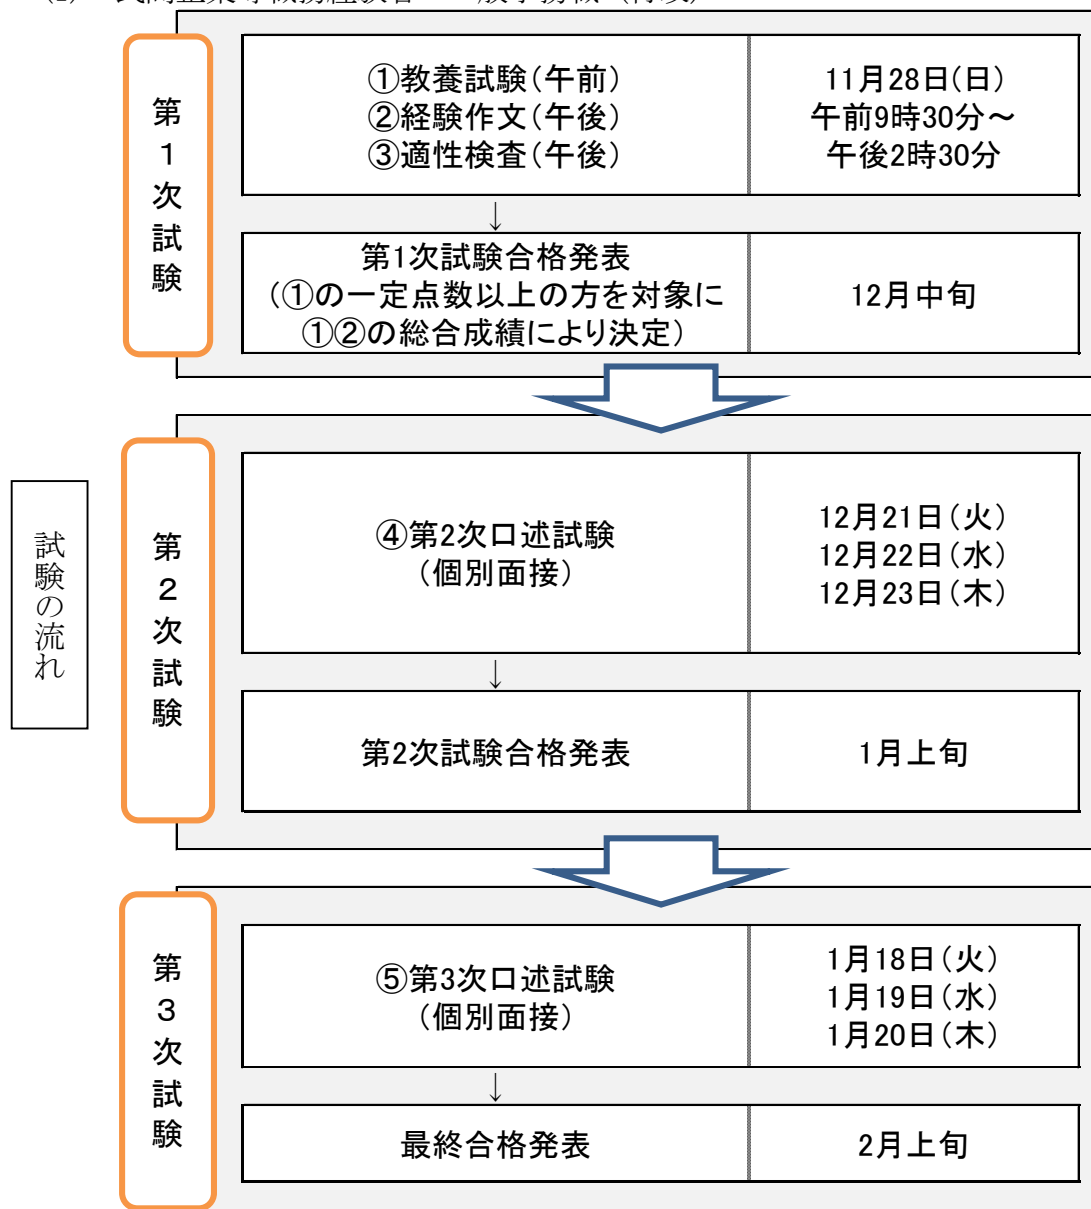 試験の流れ
第1次試験
①教養試験(午前)
②経験作文(午後)
③適性検査(午後)
11月28日(日)
午前9時30分～
午後2時30分
↓
第1次試験合格発表
(①の一定点数以上の方を対象に
①②の総合成績により決定)
12月中旬
第2次試験
④第2次口述試験
(個別面接)
12月21日(火)
12月22日(水)
12月23日(木)
↓
第2次試験合格発表
1月上旬
第3次試験
⑤第3次口述試験
(個別面接)
1月18日(火)
1月19日(水)
1月20日(木)
↓
最終合格発表
2月上旬